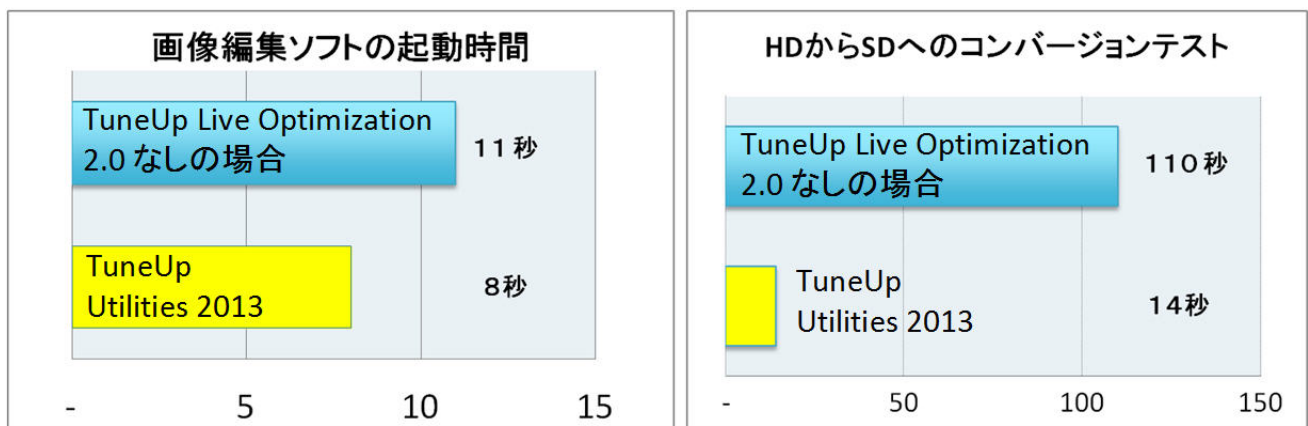 画像編集ソフトの起動時間
TuneUp Live Optimization
2.0 なしの場合
11秒
TuneUp
Utilities 2013
8秒
-
5
10
15
HDからSDへのコンバージョンテスト
TuneUp Live Optimization
2.0 なしの場合
110秒
TuneUp
Utilities 2013
14秒
-
50
100
150